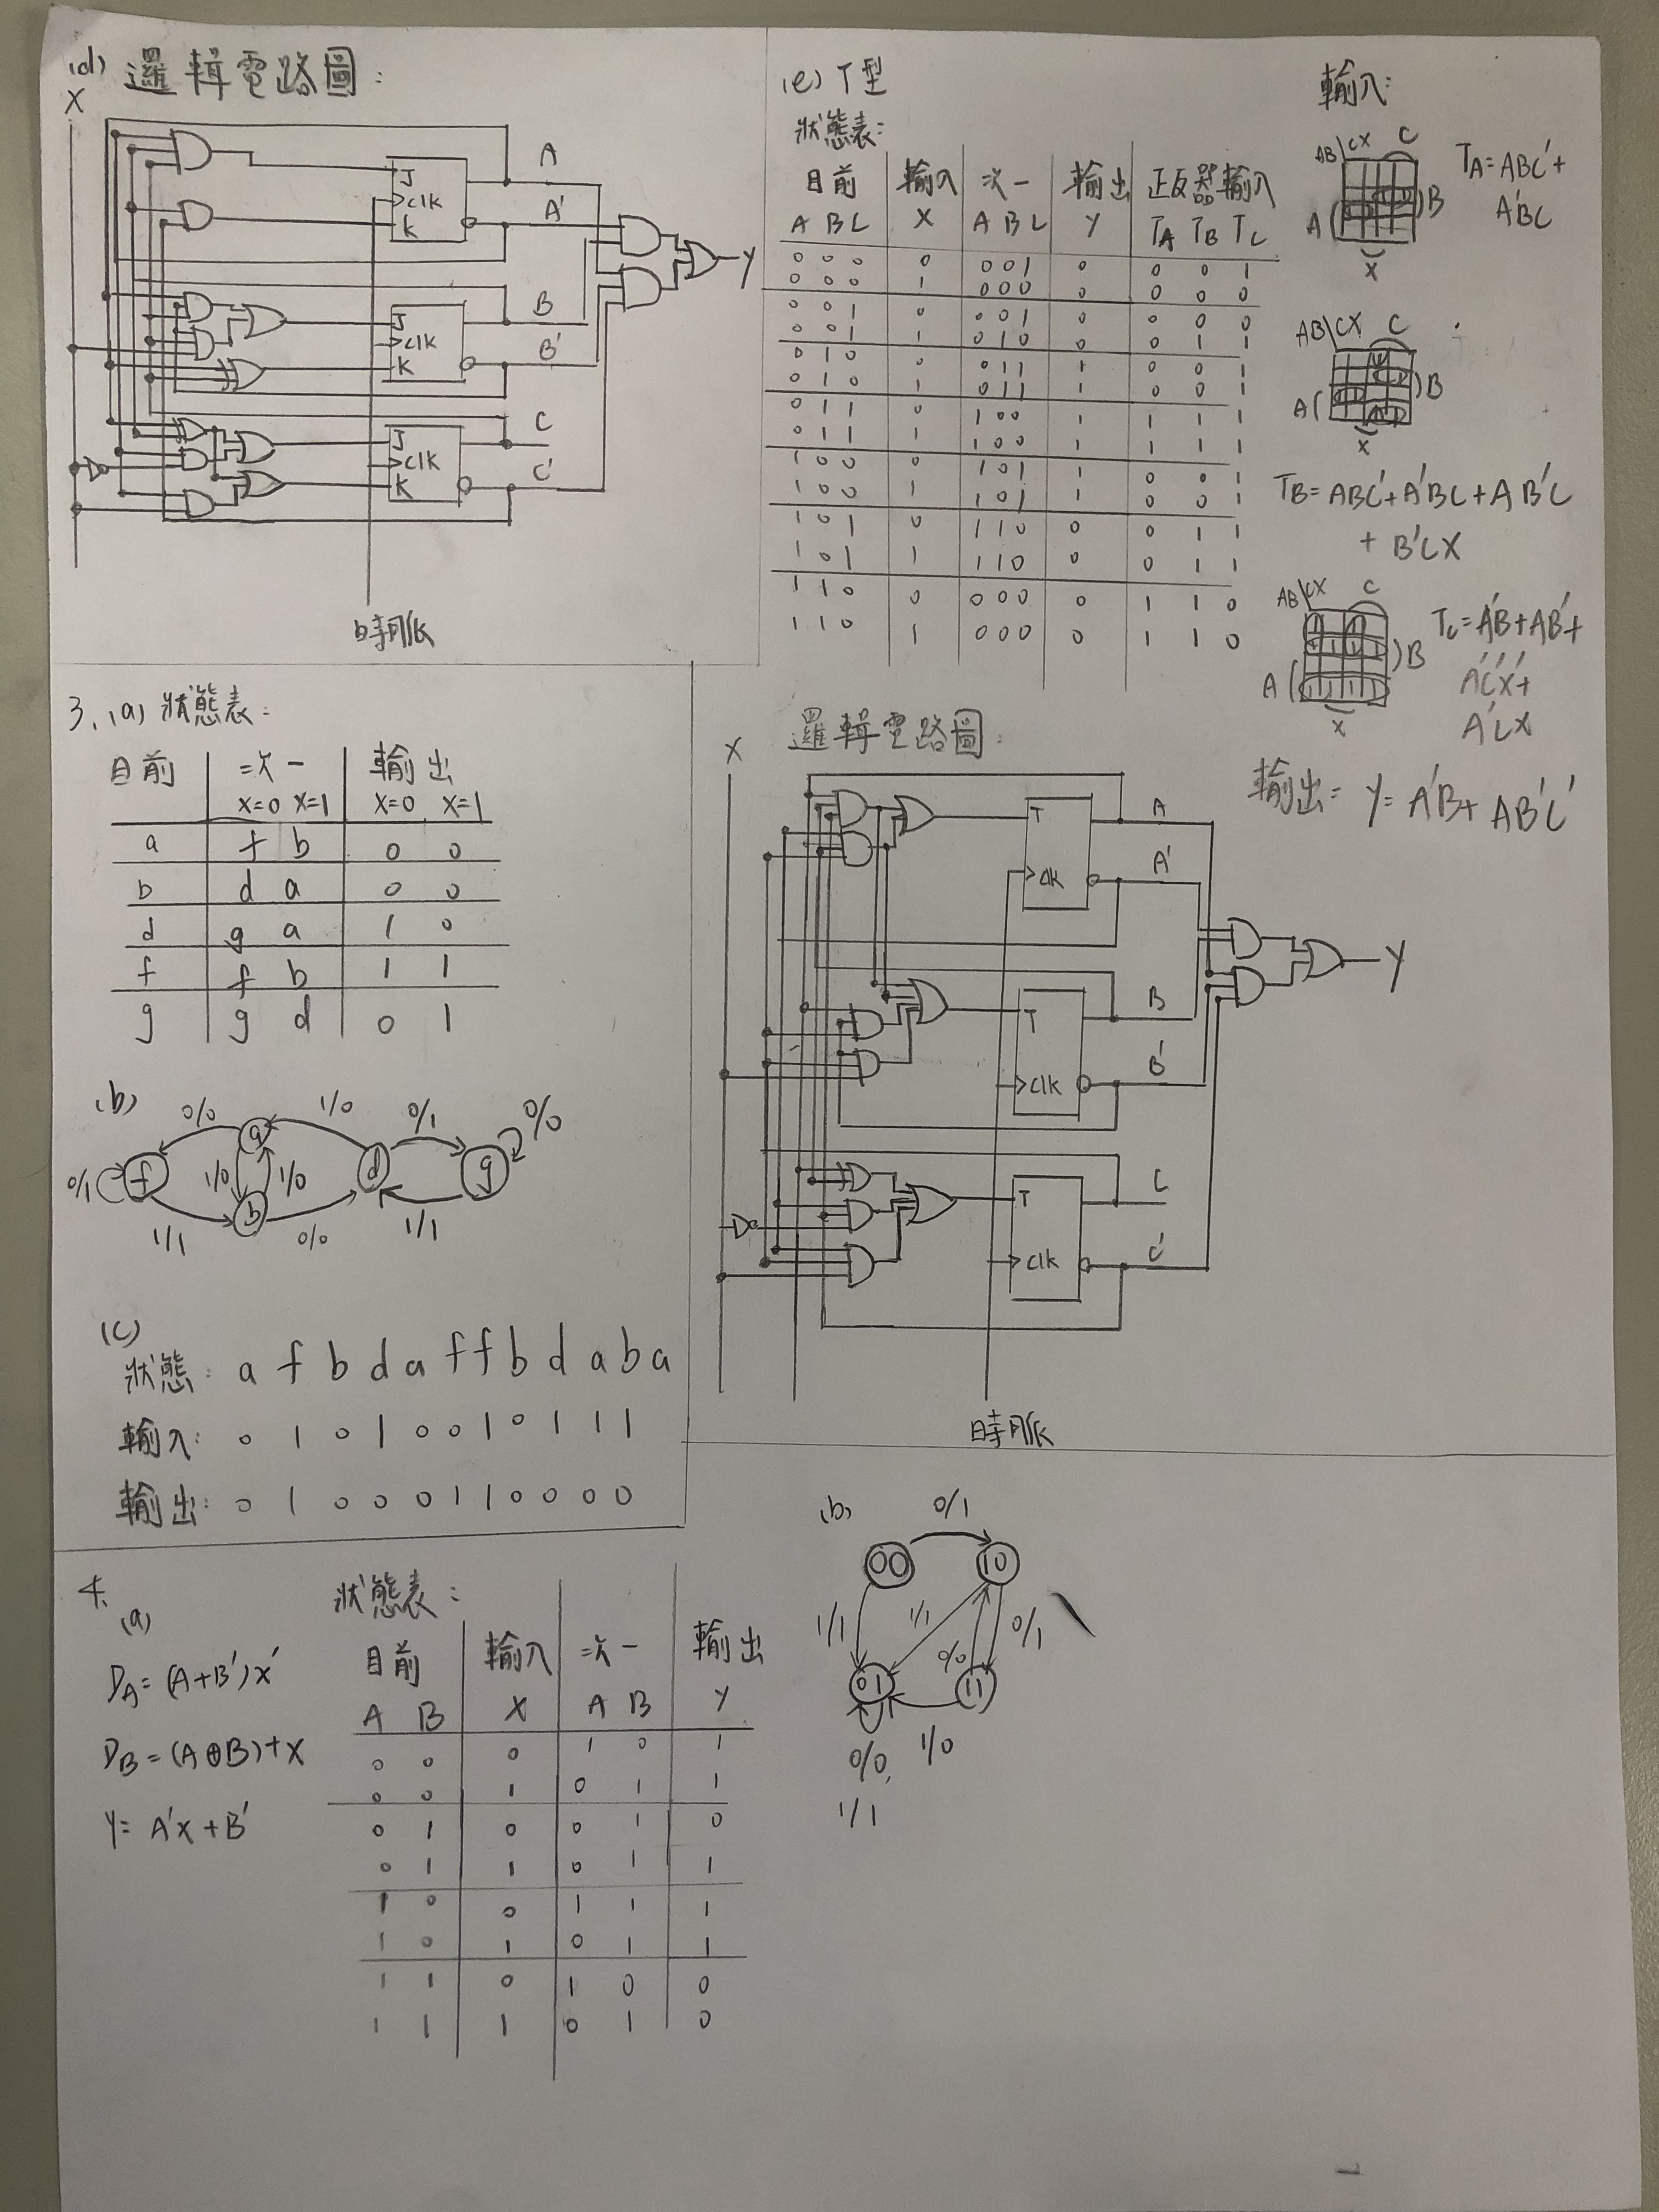 (d) 邏輯電路圖:
X
J
clk
K
A
A'
J
clk
K
B
B'
J
clk
K
C
C'
Y
時脈
(e) T型
狀態表:
目前 輸入 次一 輸出 正反器輸入
A B C X A B C Y TA TB TC
0 0 0 0 0 0 1 0 0 0 1
0 0 0 1 0 0 0 0 0 0 0
0 0 1 0 0 0 1 0 0 0 0
0 0 1 1 0 1 0 0 0 1 1
0 1 0 0 0 1 1 1 0 0 1
0 1 0 1 0 1 1 1 0 0 1
0 1 1 0 1 0 0 1 1 1 1
0 1 1 1 1 0 0 1 1 1 1
1 0 0 0 1 0 1 1 0 0 1
1 0 0 1 1 0 1 1 0 0 1
1 0 1 0 1 1 0 0 0 1 1
1 0 1 1 1 1 0 0 0 1 1
1 1 0 0 0 0 0 0 1 1 0
1 1 0 1 0 0 0 0 1 1 0
輸入:
AB\CX C
A B
X
TA=ABC'+
A'BC
AB\CX C
A B
X
TB=ABC'+A'BC+AB'C
+B'CX
AB\CX C
A B
X
TC=A'B+AB'+
A'C'X'+
A'CX
輸出= Y=A'B+AB'C'
邏輯電路圖:
X
T
clk
A
A'
T
clk
B
B'
T
clk
C
C'
Y
時脈
3. (a) 狀態表:
目前 次一 輸出
x=0 x=1 x=0 x=1
a f b 0 0
b d a 0 0
d g a 1 0
f f b 1 1
g g d 0 1
(b)
0/0 1/0 0/1 0/0
a
0/1 f 1/0 1/0 d g
b
1/1 0/0 1/1
(c)
狀態: a f b d a f f b d a b a
輸入: 0 1 0 1 0 0 1 0 1 1 1
輸出: 0 1 0 0 0 1 1 0 0 0 0
4.
(a)
DA=(A+B')x'
DB=(A⊕B)+x
Y=A'x+B'
狀態表:
目前 輸入 次一 輸出
A B X A B Y
0 0 0 1 0 1
0 0 1 0 1 1
0 1 0 0 1 0
0 1 1 0 1 1
1 0 0 1 1 1
1 0 1 0 1 1
1 1 0 1 0 0
1 1 1 0 1 0
(b)
0/1
00 10
1/1 1/1 0/0 0/1
01 11
0/0, 1/0
1/1